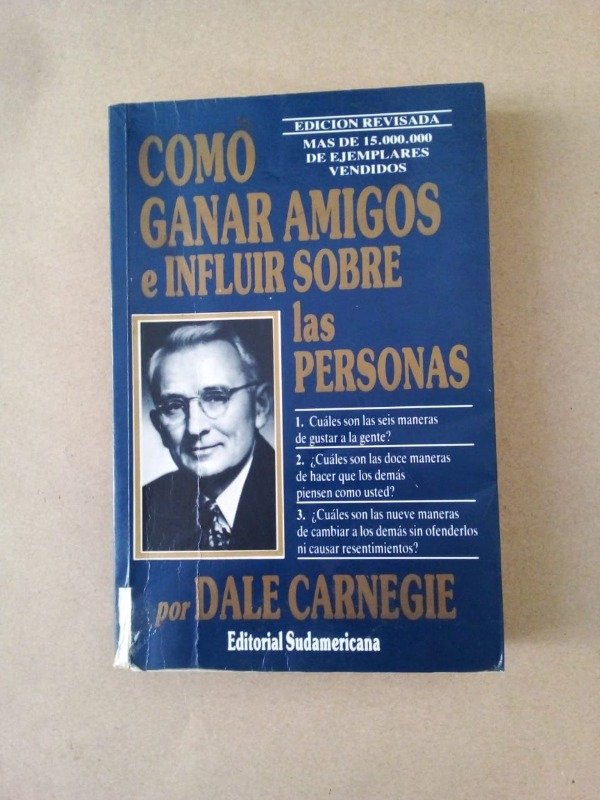 EDICION REVISADA
MAS DE 15.000.000
DE EJEMPLARES
VENDIDOS
COMO
GANAR AMIGOS
e INFLUIR SOBRE
las
PERSONAS
1. Cuáles son las seis maneras
de gustar a la gente?
2. ¿Cuáles son las doce maneras
de hacer que los demás
piensen como usted?
3. ¿Cuáles son las nueve maneras
de cambiar a los demás sin ofenderlos
ni causar resentimientos?
por DALE CARNEGIE
Editorial Sudamericana